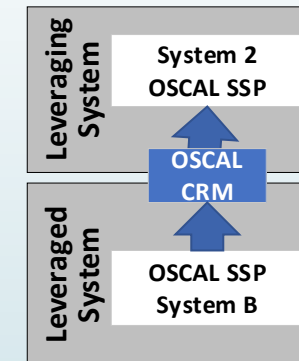 Leveraging
System
System 2
OSCAL SSP
OSCAL
CRM
Leveraged
System
OSCAL SSP
System B